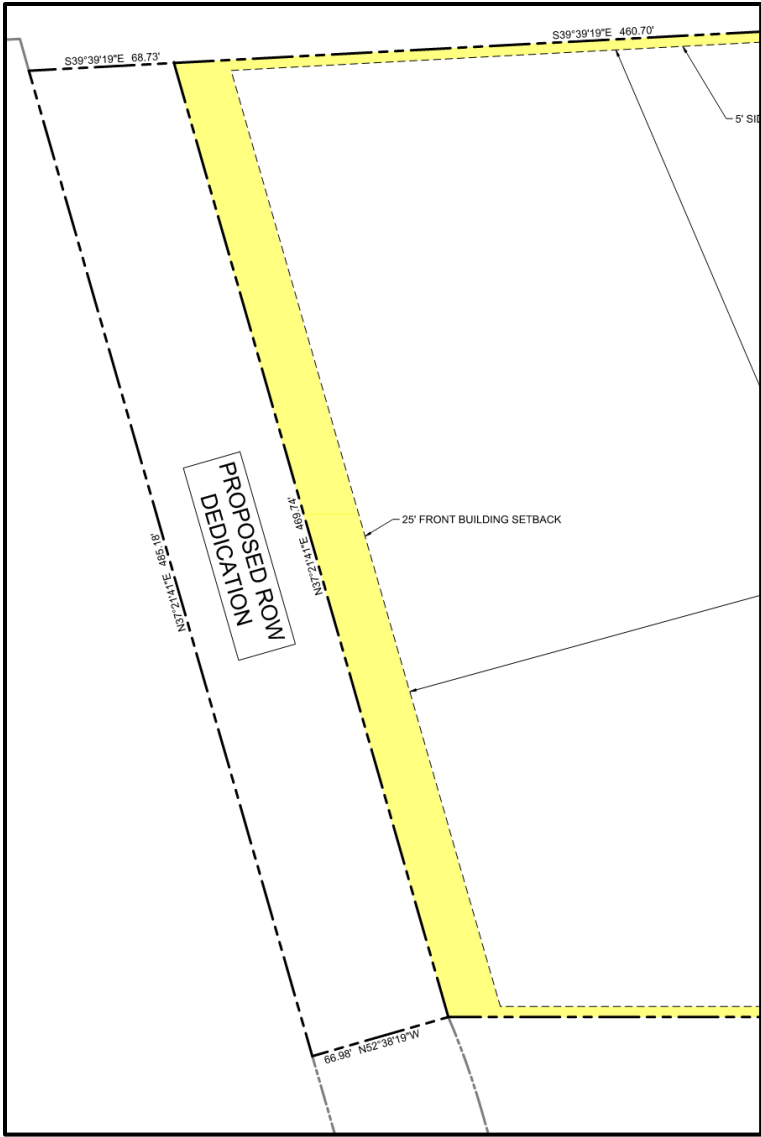 S39°39'19"E 68.73'
S39°39'19"E 460.70'
5' SID
PROPOSED ROW
DEDICATION
N37°21'41"E 469.74'
N37°21'41"E 485.18'
25' FRONT BUILDING SETBACK
66.98' N52°38'19"W